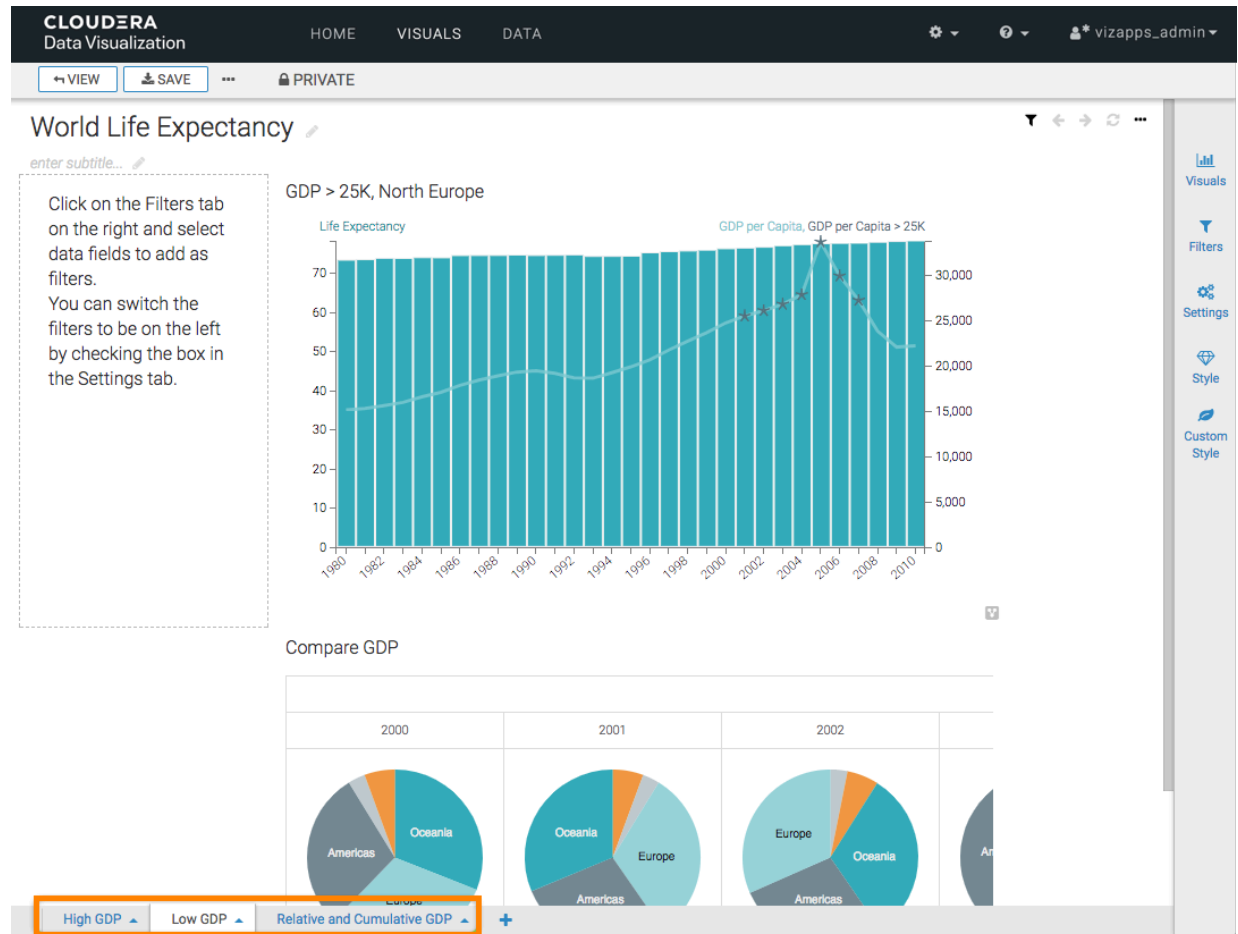 CLOUDERA
Data Visualization
HOME VISUALS DATA
vizapps_admin
VIEW SAVE PRIVATE
World Life Expectancy
enter subtitle...
Click on the Filters tab
on the right and select
data fields to add as
filters.
You can switch the
filters to be on the left
by checking the box in
the Settings tab.
GDP > 25K, North Europe
Life Expectancy
GDP per Capita, GDP per Capita > 25K
70
60
50
40
30
20
10
0
30,000
25,000
20,000
15,000
10,000
5,000
0
1980 1982 1984 1986 1988 1990 1992 1994 1996 1998 2000 2002 2004 2006 2008 2010
Compare GDP
2000 2001 2002
Oceania
Americas
Europe
Oceania
Europe
Americas
Europe
Oceania
Americas
Visuals
Filters
Settings
Style
Custom
Style
High GDP Low GDP Relative and Cumulative GDP